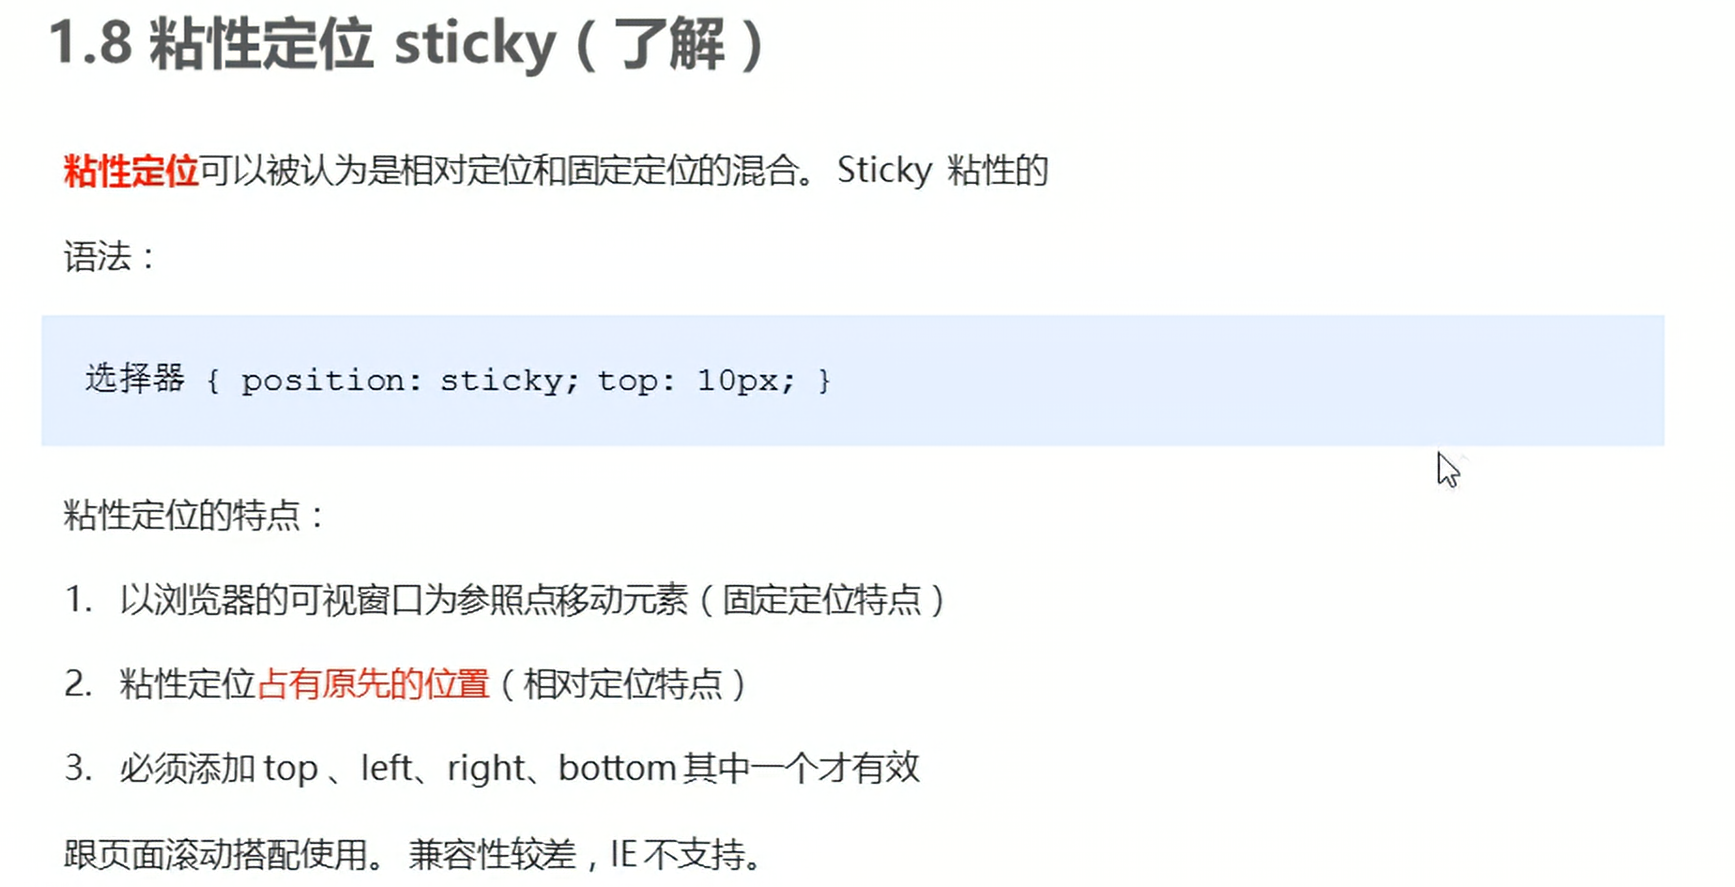 1.8 粘性定位 sticky（了解）
粘性定位可以被认为是相对定位和固定定位的混合。 Sticky 粘性的
语法：
选择器 { position: sticky; top: 10px; }
粘性定位的特点：
1. 以浏览器的可视窗口为参照点移动元素（固定定位特点）
2. 粘性定位占有原先的位置（相对定位特点）
3. 必须添加 top 、left、right、bottom 其中一个才有效
跟页面滚动搭配使用。 兼容性较差，IE 不支持。